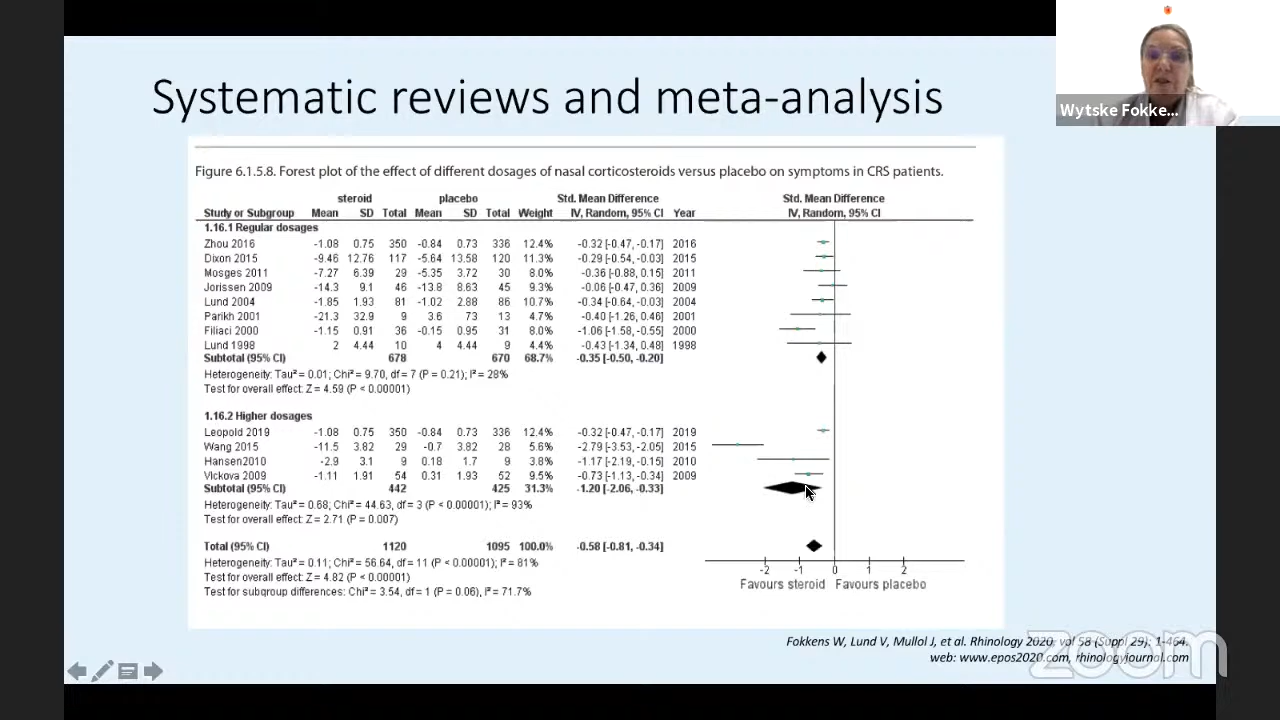 Systematic reviews and meta-analysis
Wytske Fokke...
Figure 6.1.5.8. Forest plot of the effect of different dosages of nasal corticosteroids versus placebo on symptoms in CRS patients.
steroid placebo Std. Mean Difference Std. Mean Difference
Study or Subgroup Mean SD Total Mean SD Total Weight IV, Random, 95% CI Year IV, Random, 95% CI
1.16.1 Regular dosages
Zhou 2016 -1.08 0.75 350 -0.84 0.73 336 12.4% -0.32 [-0.47, -0.17] 2016
Dixon 2015 -9.46 12.76 117 -5.64 13.58 120 11.3% -0.29 [-0.54, -0.03] 2015
Mosges 2011 -7.27 6.39 29 -5.35 3.72 30 8.0% -0.36 [-0.88, 0.15] 2011
Jorissen 2009 -14.3 9.1 46 -13.8 8.63 45 9.3% -0.06 [-0.47, 0.36] 2009
Lund 2004 -1.85 1.93 81 -1.02 2.88 86 10.7% -0.34 [-0.64, -0.03] 2004
Parikh 2001 -21.3 32.9 9 3.6 73 13 6.0% -0.40 [-1.26, 0.46] 2001
Filiaci 2000 -1.15 0.91 36 -0.15 0.95 31 8.0% -1.06 [-1.58, -0.55] 2000
Lund 1998 2 4.44 10 4 4.44 9 4.4% -0.43 [-1.34, 0.48] 1998
Subtotal (95% CI) 678 670 68.7% -0.35 [-0.50, -0.20]
Heterogeneity: Tau² = 0.01; Chi² = 9.70, df = 7 (P = 0.21); I² = 28%
Test for overall effect: Z = 4.59 (P < 0.00001)
1.16.2 Higher dosages
Leopold 2019 -1.08 0.75 350 -0.84 0.73 336 12.4% -0.32 [-0.47, -0.17] 2019
Wang 2015 -11.5 3.82 29 -0.7 3.82 28 5.6% -2.79 [-3.53, -2.05] 2015
Hansen2010 -2.9 3.1 9 0.18 1.7 9 3.8% -1.17 [-2.19, -0.15] 2010
Vlckova 2009 -1.11 1.91 54 0.31 1.93 52 9.5% -0.73 [-1.13, -0.34] 2009
Subtotal (95% CI) 442 425 31.3% -1.20 [-2.06, -0.33]
Heterogeneity: Tau² = 0.68; Chi² = 44.63, df = 3 (P < 0.00001); I² = 93%
Test for overall effect: Z = 2.71 (P = 0.007)
Total (95% CI) 1120 1095 100.0% -0.58 [-0.81, -0.34]
Heterogeneity: Tau² = 0.11; Chi² = 56.64, df = 11 (P < 0.00001); I² = 81%
Test for overall effect: Z = 4.82 (P < 0.00001)
Test for subgroup differences: Chi² = 3.54, df = 1 (P = 0.06), I² = 71.7%
-2 -1 0 1 2
Favours steroid Favours placebo
Fokkens W, Lund V, Mullol J, et al. Rhinology 2020, vol 58 (Suppl 29): 1-464,
web: www.epos2020.com, rhinologyjournal.com
zoom